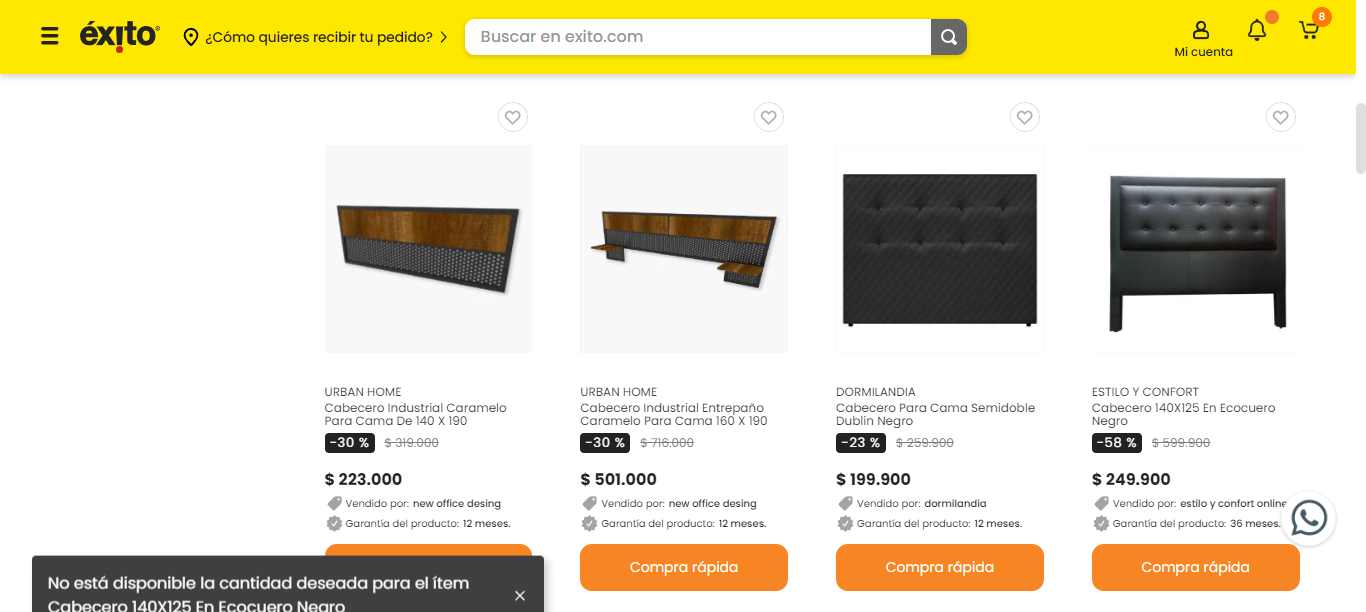 éxito
¿Cómo quieres recibir tu pedido?
Buscar en exito.com
Mi cuenta
8
URBAN HOME
Cabecero Industrial Caramelo
Para Cama De 140 X 190
-30 % $ 319.000
$ 223.000
Vendido por: new office desing
Garantía del producto: 12 meses.
URBAN HOME
Cabecero Industrial Entrepaño
Caramelo Para Cama 160 X 190
-30 % $ 716.000
$ 501.000
Vendido por: new office desing
Garantía del producto: 12 meses.
Compra rápida
DORMILANDIA
Cabecero Para Cama Semidoble
Dublin Negro
-23 % $ 259.900
$ 199.900
Vendido por: dormilandia
Garantía del producto: 12 meses.
Compra rápida
ESTILO Y CONFORT
Cabecero 140X125 En Ecocuero
Negro
-58 % $ 599.900
$ 249.900
Vendido por: estilo y confort online
Garantía del producto: 36 meses.
Compra rápida
No está disponible la cantidad deseada para el ítem
Cabecero 140X125 En Ecocuero Negro